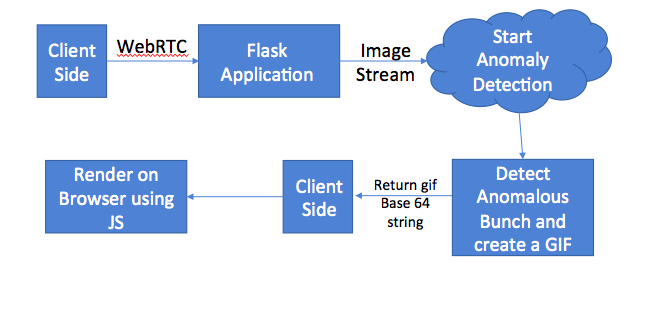 Client
Side
WebRTC
Flask
Application
Image
Stream
Start
Anomaly
Detection
Render on
Browser using
JS
Client
Side
Return gif
Base 64
string
Detect
Anomalous
Bunch and
create a GIF